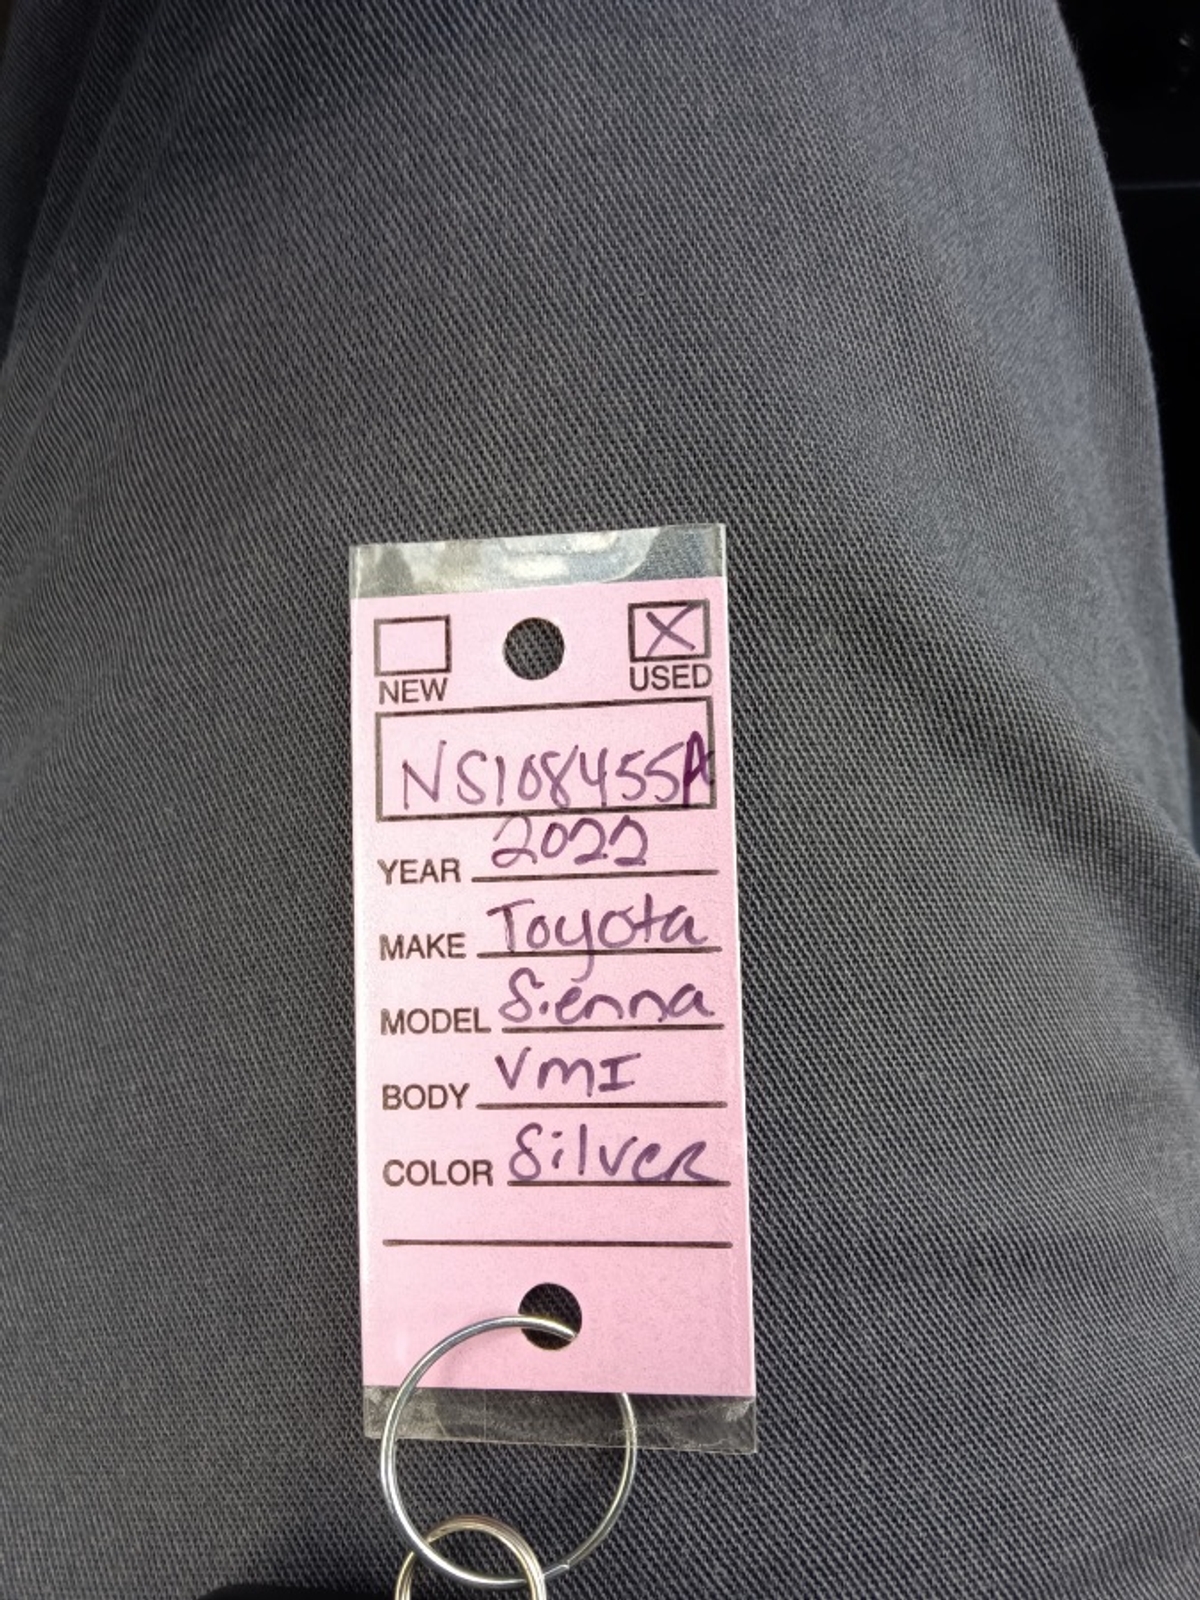 NEW USED
NS108455A
YEAR 2022
MAKE Toyota
MODEL Sienna
BODY VMI
COLOR Silver